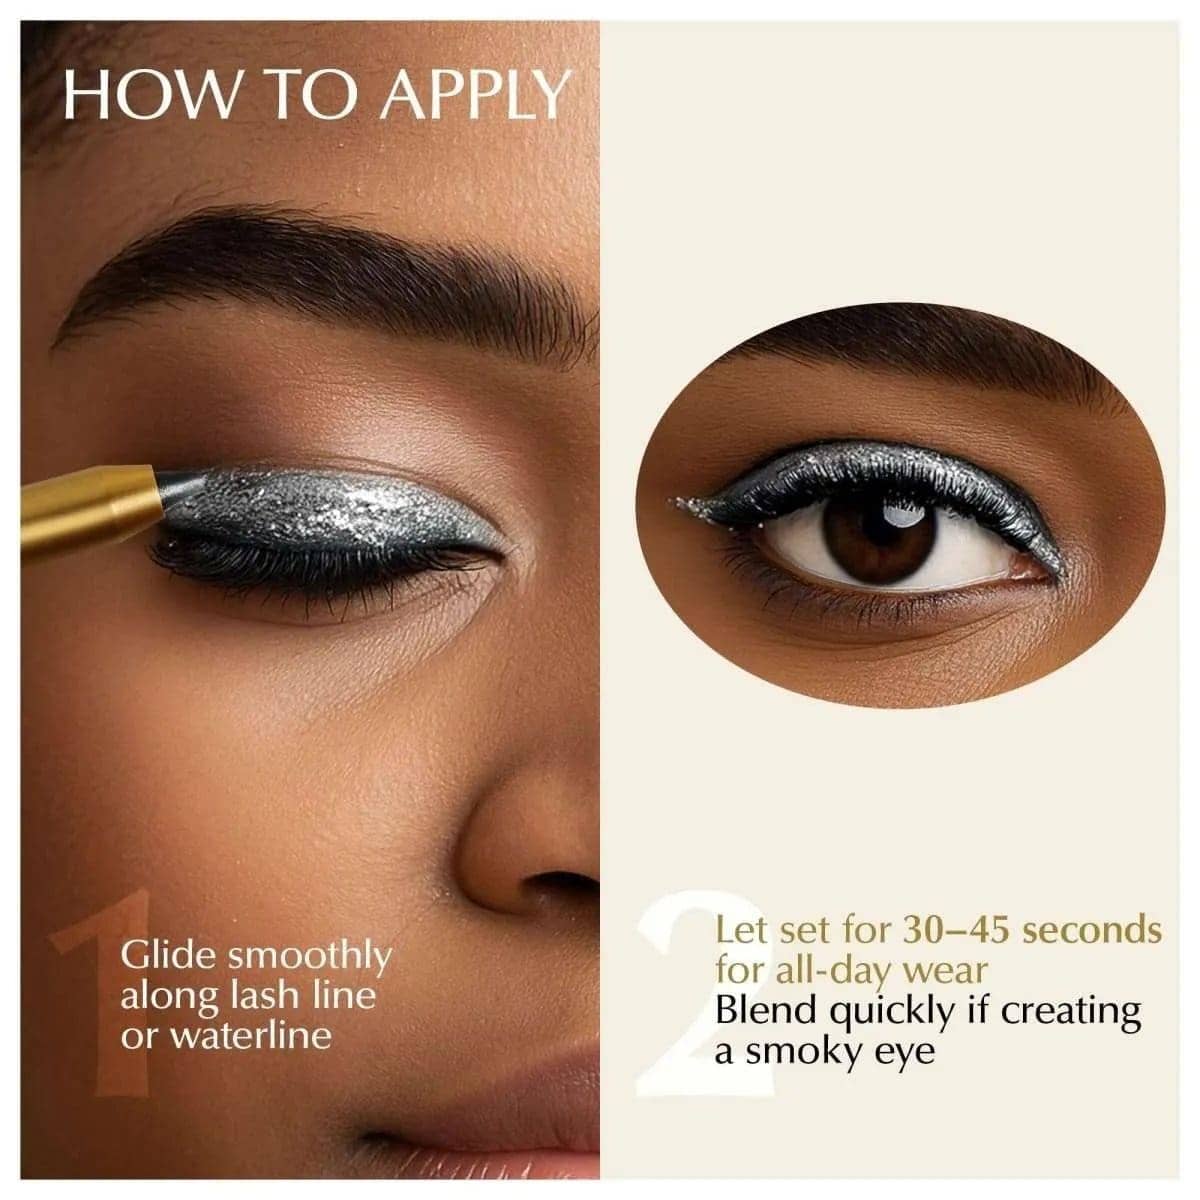 HOW TO APPLY
1
Glide smoothly
along lash line
or waterline
2
Let set for 30–45 seconds
for all-day wear
Blend quickly if creating
a smoky eye